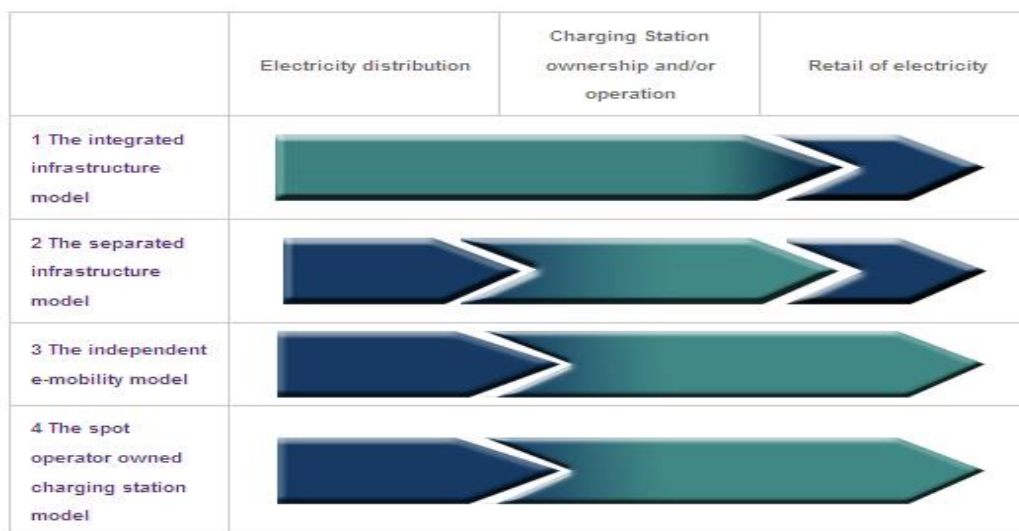 Electricity distribution
Charging Station
ownership and/or
operation
Retail of electricity
1 The integrated
infrastructure
model
2 The separated
infrastructure
model
3 The independent
e-mobility model
4 The spot
operator owned
charging station
model